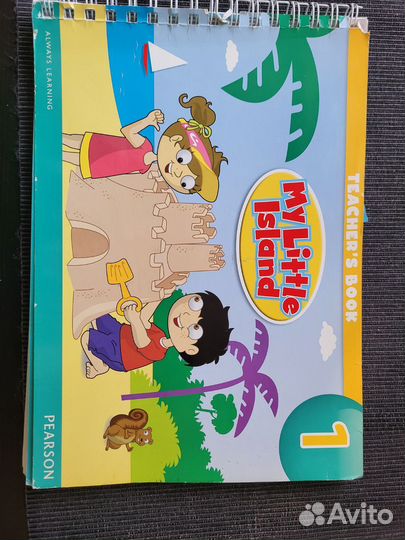 TEACHER'S BOOK
My Little
Island
1
ALWAYS LEARNING
PEARSON
Avito